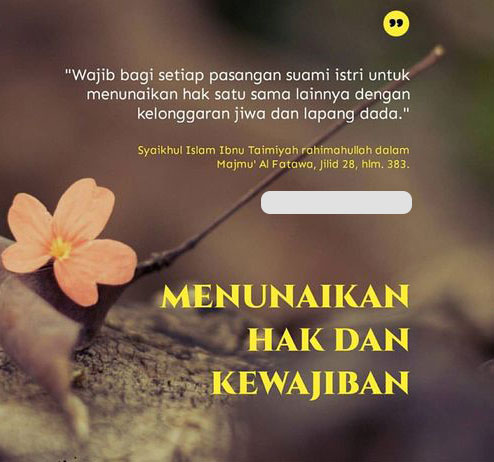 "Wajib bagi setiap pasangan suami istri untuk
menunaikan hak satu sama lainnya dengan
kelonggaran jiwa dan lapang dada."
Syaikhul Islam Ibnu Taimiyah rahimahullah dalam
Majmu' Al Fatawa, Jilid 28, hlm. 383.
MENUNAIKAN
HAK DAN
KEWAJIBAN